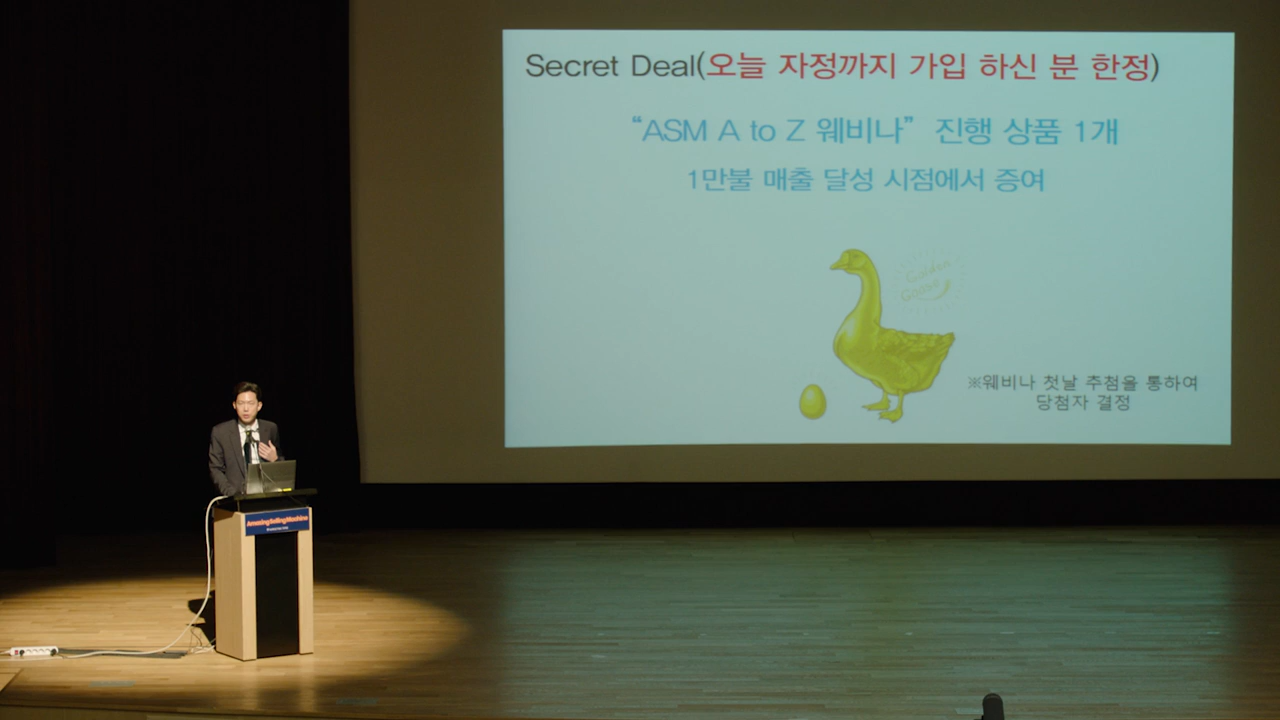 Secret Deal(오늘 자정까지 가입 하신 분 한정)
“ASM A to Z 웨비나” 진행 상품 1개
1만불 매출 달성 시점에서 증여
Golden
Goose
※웨비나 첫날 추첨을 통하여
당첨자 결정
AmazingSellingMachine